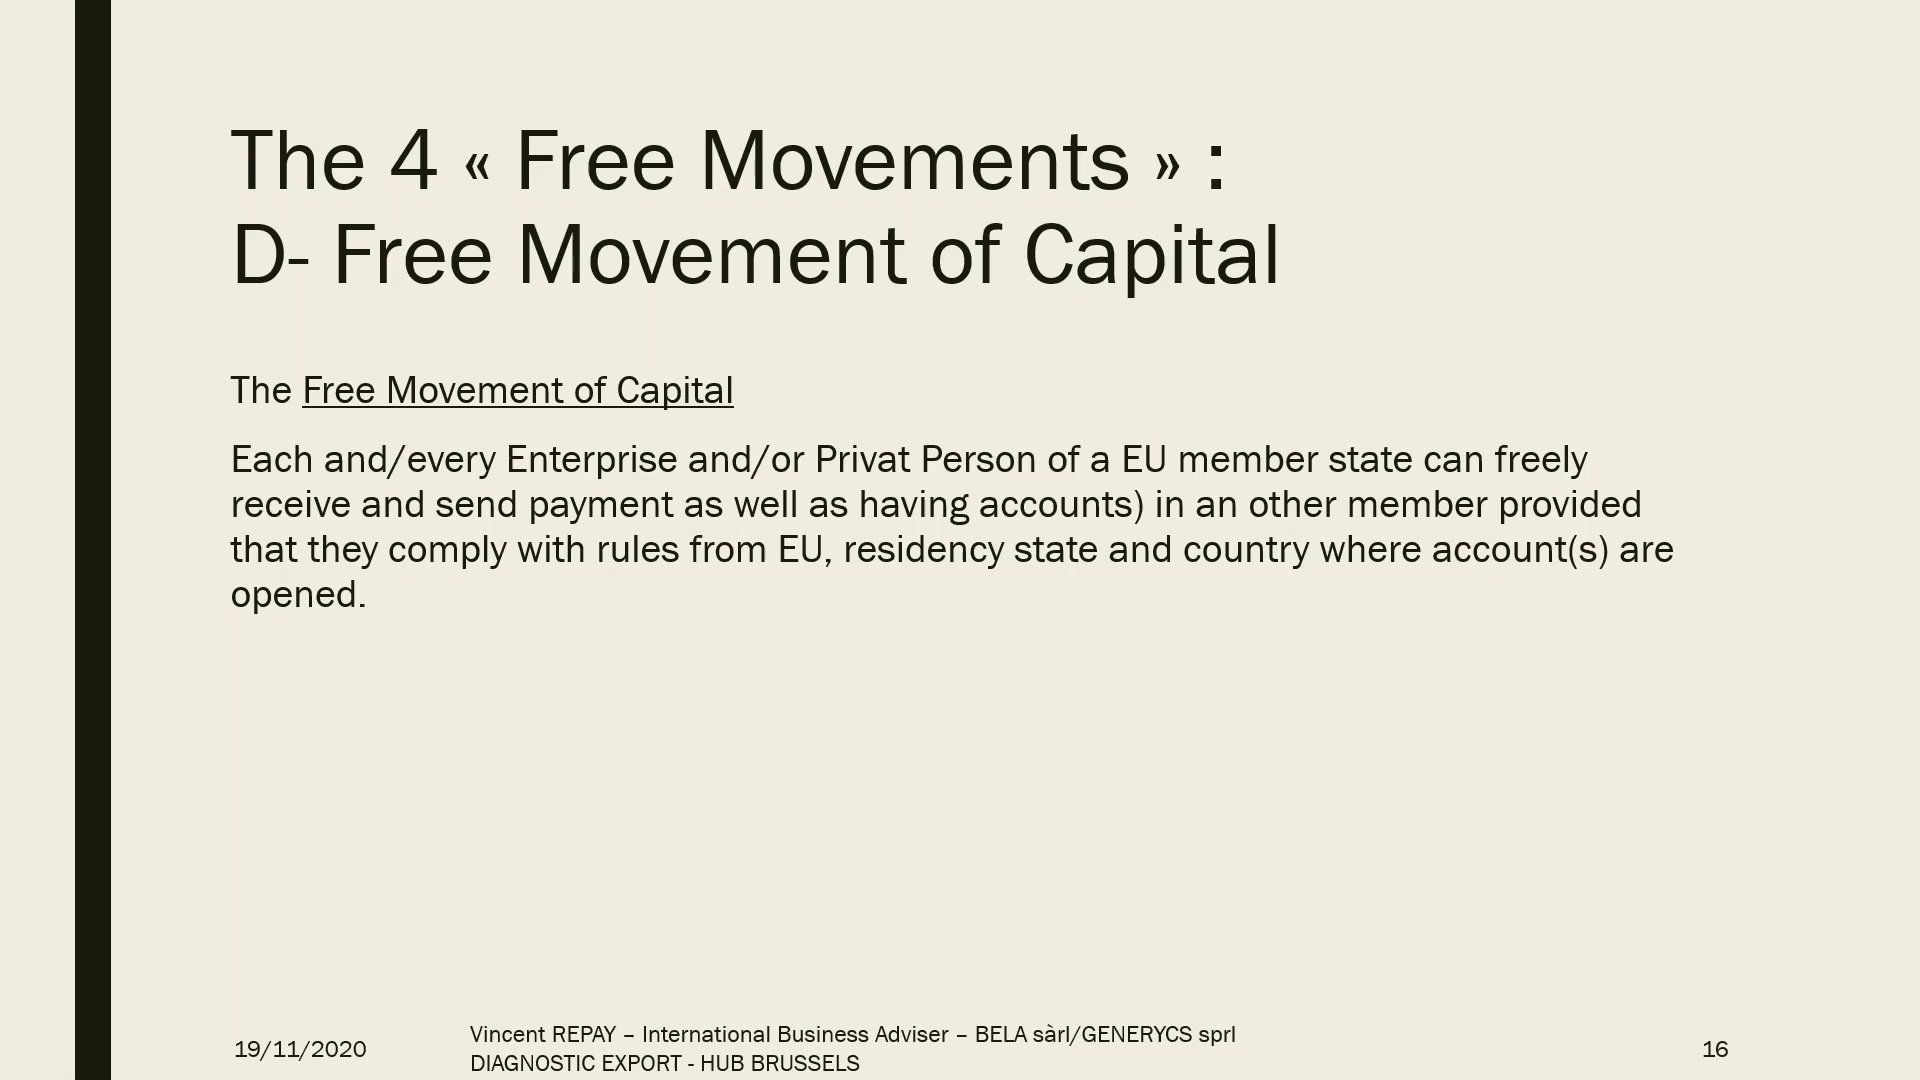 The 4 « Free Movements » :
D- Free Movement of Capital
The Free Movement of Capital
Each and/every Enterprise and/or Privat Person of a EU member state can freely
receive and send payment as well as having accounts) in an other member provided
that they comply with rules from EU, residency state and country where account(s) are
opened.
19/11/2020
Vincent REPAY – International Business Adviser – BELA sàrl/GENERYCS sprl
DIAGNOSTIC EXPORT - HUB BRUSSELS
16